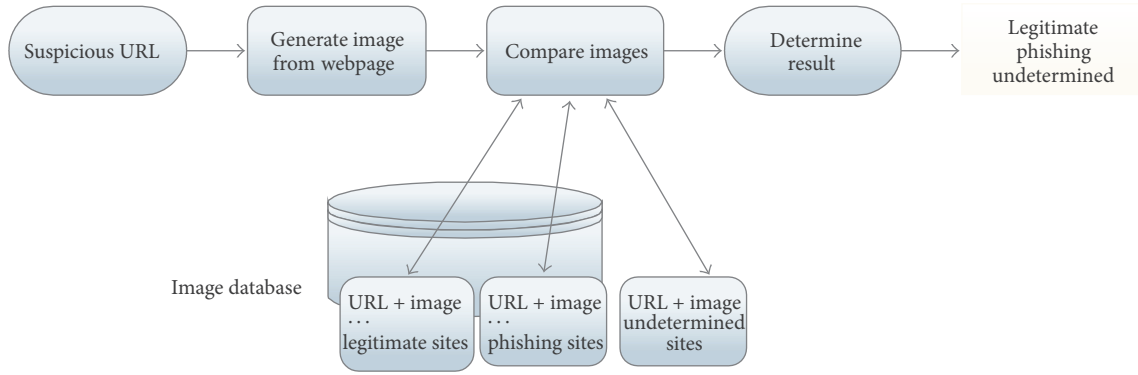 Suspicious URL
Generate image
from webpage
Compare images
Determine
result
Legitimate
phishing
undetermined
Image database
URL + image
...
legitimate sites
URL + image
...
phishing sites
URL + image
undetermined
sites